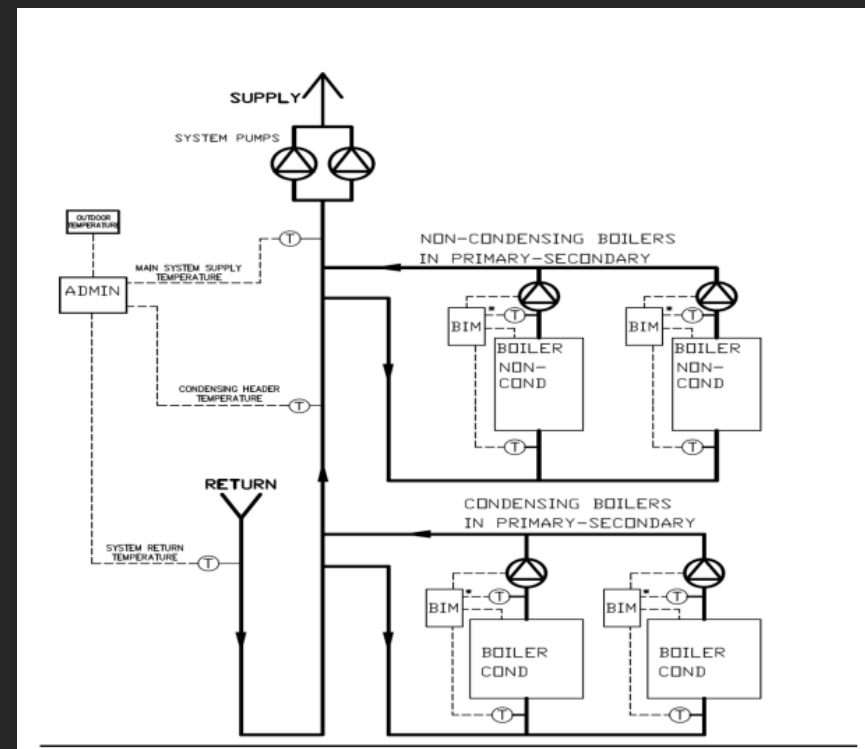 SUPPLY
SYSTEM PUMPS
OUTDOOR
TEMPERATURE
T
NON-CONDENSING BOILERS
IN PRIMARY-SECONDARY
MAIN SYSTEM SUPPLY
TEMPERATURE
ADMIN
BIM
*
T
BIM
*
T
BOILER
NON-
COND
BOILER
NON-
COND
CONDENSING HEADER
TEMPERATURE
T
T
T
RETURN
CONDENSING BOILERS
IN PRIMARY-SECONDARY
SYSTEM RETURN
TEMPERATURE
T
BIM
*
T
BIM
*
T
BOILER
COND
BOILER
COND
T
T